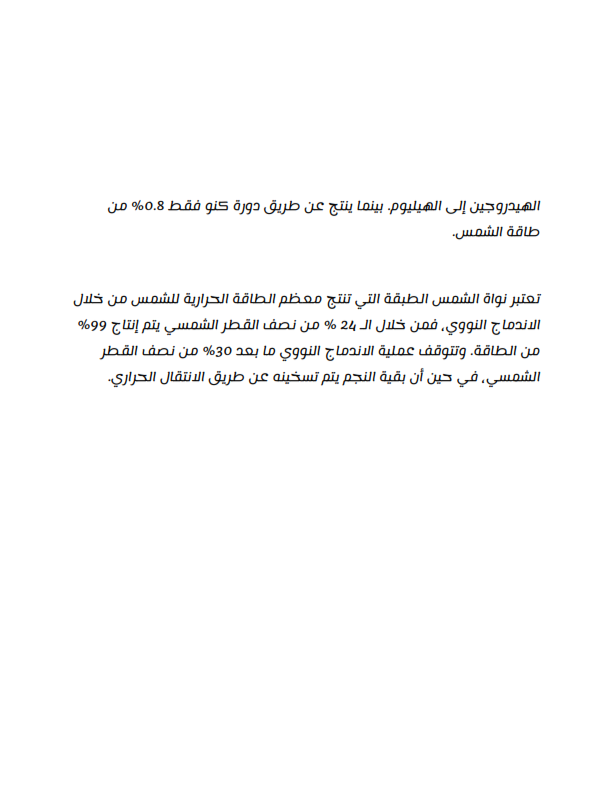 الهيدروجين إلى الهيليوم. بينما ينتج عن طريق دورة كنو فقط 0.8% من
طاقة الشمس.
تعتبر نواة الشمس الطبقة التي تنتج معظم الطاقة الحرارية للشمس من خلال
الاندماج النووي، فمن خلال الـ 24 % من نصف القطر الشمسي يتم إنتاج 99%
من الطاقة. وتتوقف عملية الاندماج النووي ما بعد 30% من نصف القطر
الشمسي، في حين أن بقية النجم يتم تسخينه عن طريق الانتقال الحراري.